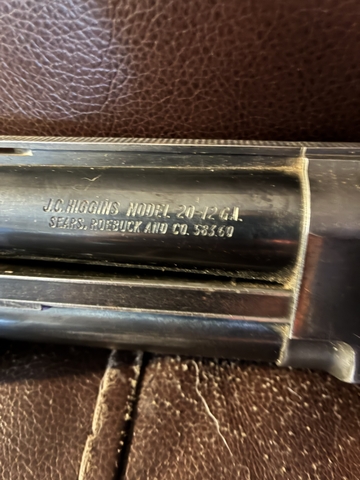 J.C. HIGGINS MODEL 20-12 GA.
SEARS, ROEBUCK AND CO. 583.60